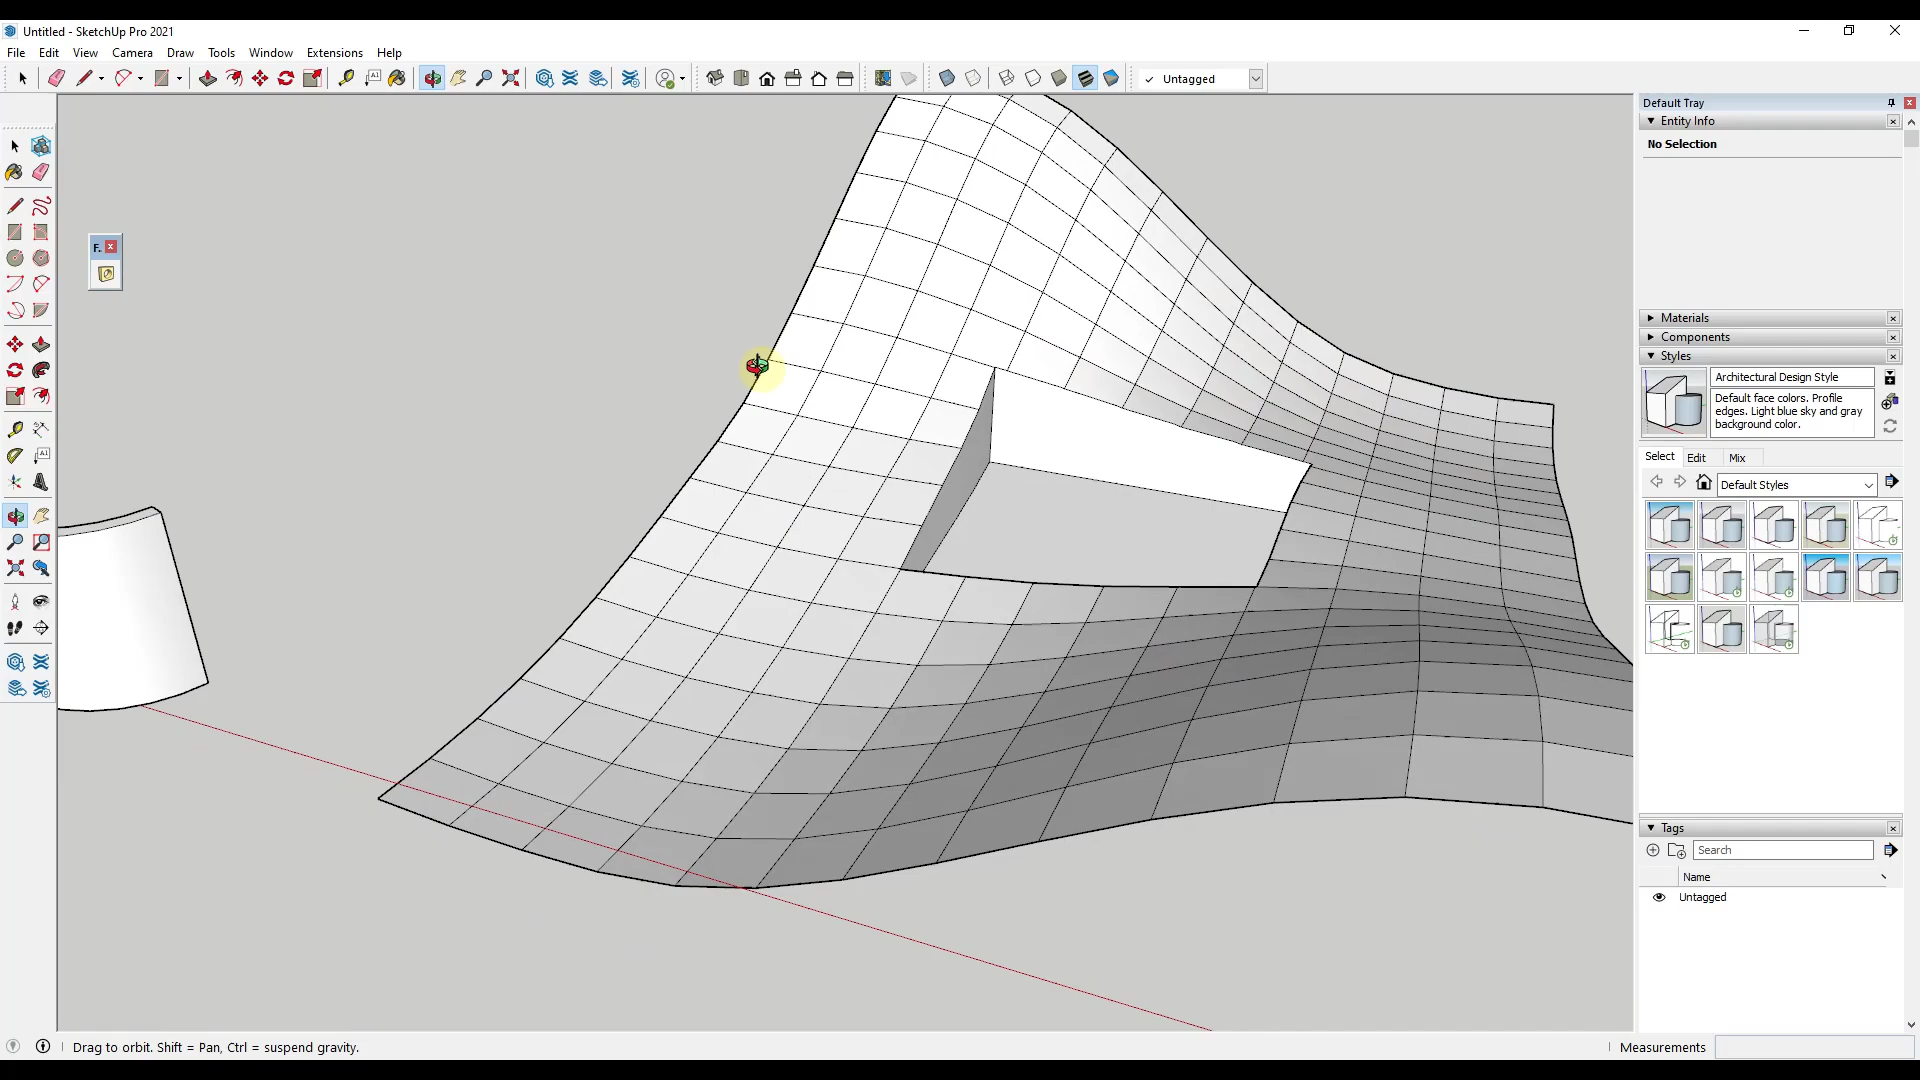 Untitled - SketchUp Pro 2021
File Edit View Camera Draw Tools Window Extensions Help
Untagged
Default Tray
Entity Info
No Selection
F.
Materials
Components
Styles
Architectural Design Style
Default face colors. Profile
edges. Light blue sky and gray
background color.
Select Edit Mix
Default Styles
Tags
Search
Name
Untagged
Drag to orbit. Shift = Pan, Ctrl = suspend gravity.
Measurements